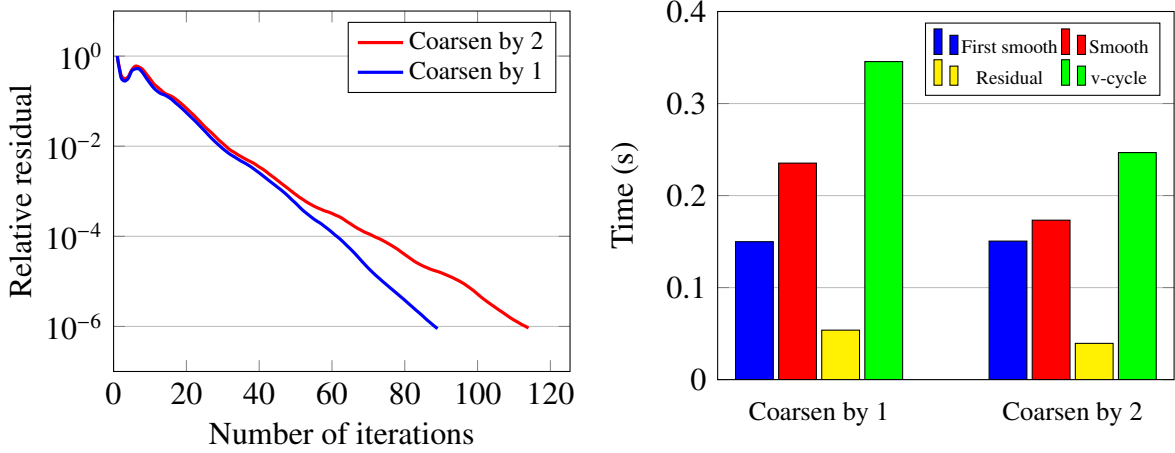 Relative residual
10^0
10^-2
10^-4
10^-6
0 20 40 60 80 100 120
Number of iterations
Coarsen by 2
Coarsen by 1
Time (s)
0.4
0.3
0.2
0.1
0
First smooth Smooth
Residual v-cycle
Coarsen by 1 Coarsen by 2